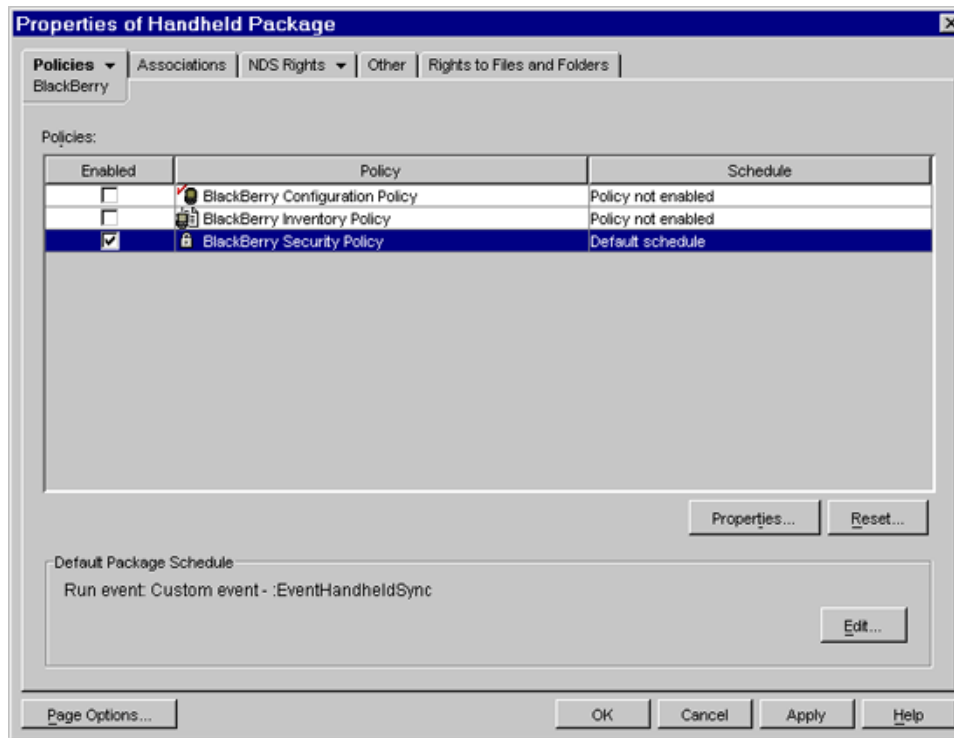 Properties of Handheld Package
Policies Associations NDS Rights Other Rights to Files and Folders
BlackBerry
Policies:
Enabled Policy Schedule
BlackBerry Configuration Policy Policy not enabled
BlackBerry Inventory Policy Policy not enabled
BlackBerry Security Policy Default schedule
Properties... Reset...
Default Package Schedule
Run event: Custom event - :EventHandheldSync
Edit...
Page Options... OK Cancel Apply Help